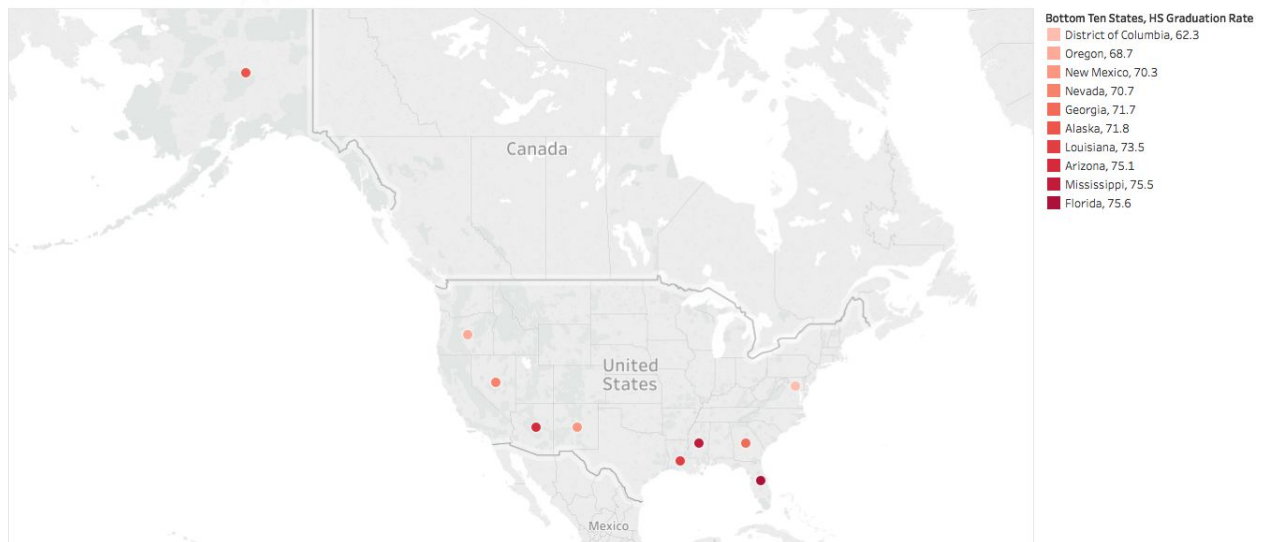 Bottom Ten States, HS Graduation Rate
District of Columbia, 62.3
Oregon, 68.7
New Mexico, 70.3
Nevada, 70.7
Georgia, 71.7
Alaska, 71.8
Louisiana, 73.5
Arizona, 75.1
Mississippi, 75.5
Florida, 75.6
Canada
United
States
Mexico